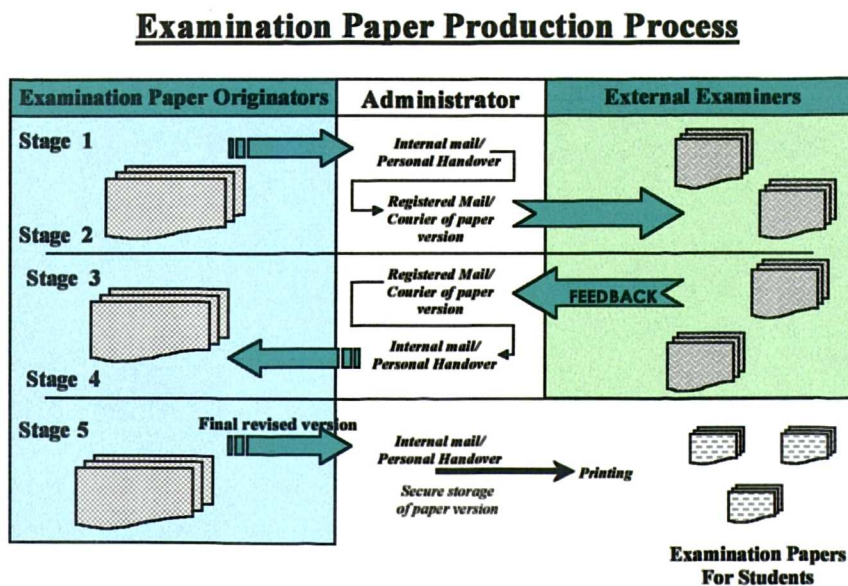 Examination Paper Production Process
Examination Paper Originators
Administrator
External Examiners
Stage 1
Internal mail/
Personal Handover
Registered Mail/
Courier of paper
version
Stage 2
Stage 3
Registered Mail/
Courier of paper
version
FEEDBACK
Internal mail/
Personal Handover
Stage 4
Stage 5
Final revised version
Internal mail/
Personal Handover
Printing
Secure storage
of paper version
Examination Papers
For Students